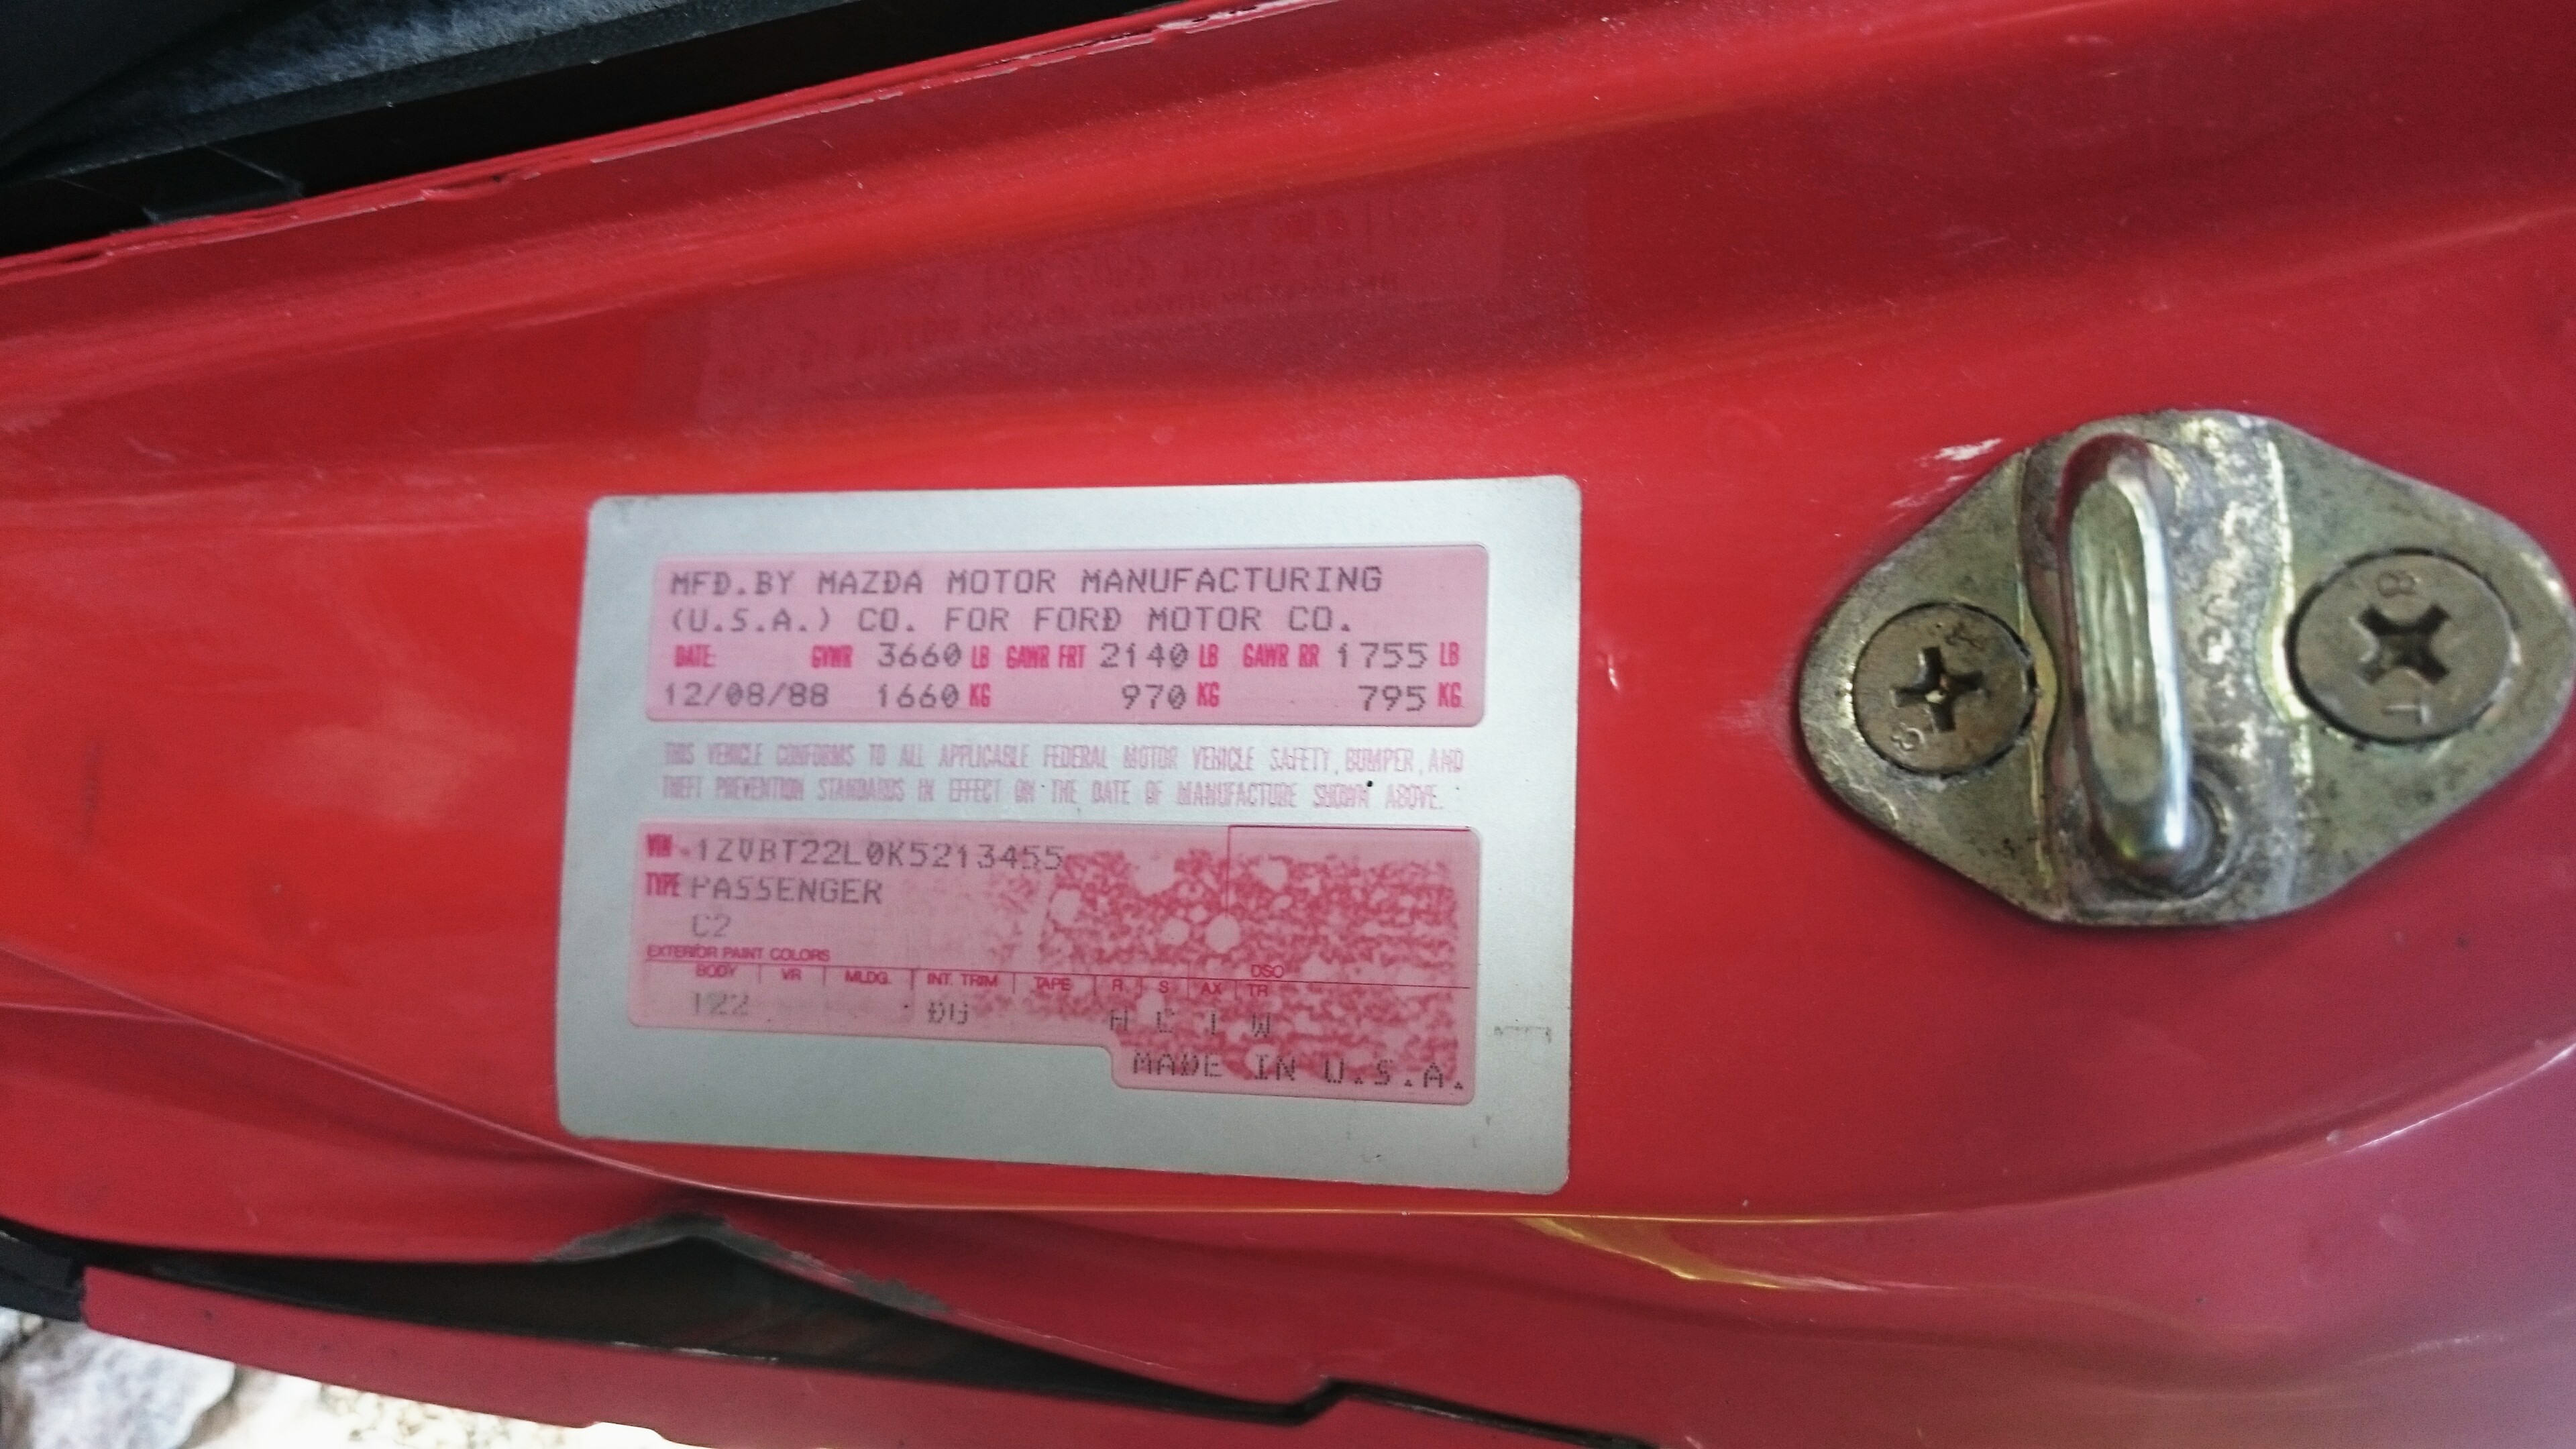 MFD.BY MAZDA MOTOR MANUFACTURING
(U.S.A.) CO. FOR FORD MOTOR CO.
DATE: GVWR 3660 LB GAWR FRT 2140 LB GAWR RR 1755 LB
12/08/88 1660 KG 970 KG 795 KG
THIS VEHICLE CONFORMS TO ALL APPLICABLE FEDERAL MOTOR VEHICLE SAFETY, BUMPER, AND
THEFT PREVENTION STANDARDS IN EFFECT ON THE DATE OF MANUFACTURE SHOWN ABOVE.
VIN 1ZVBT22L0K5213455
TYPE PASSENGER
C2
EXTERIOR PAINT COLORS DSO
BODY VR MLDG. INT. TRIM TAPE R S AX TR
H W
MADE IN U.S.A.